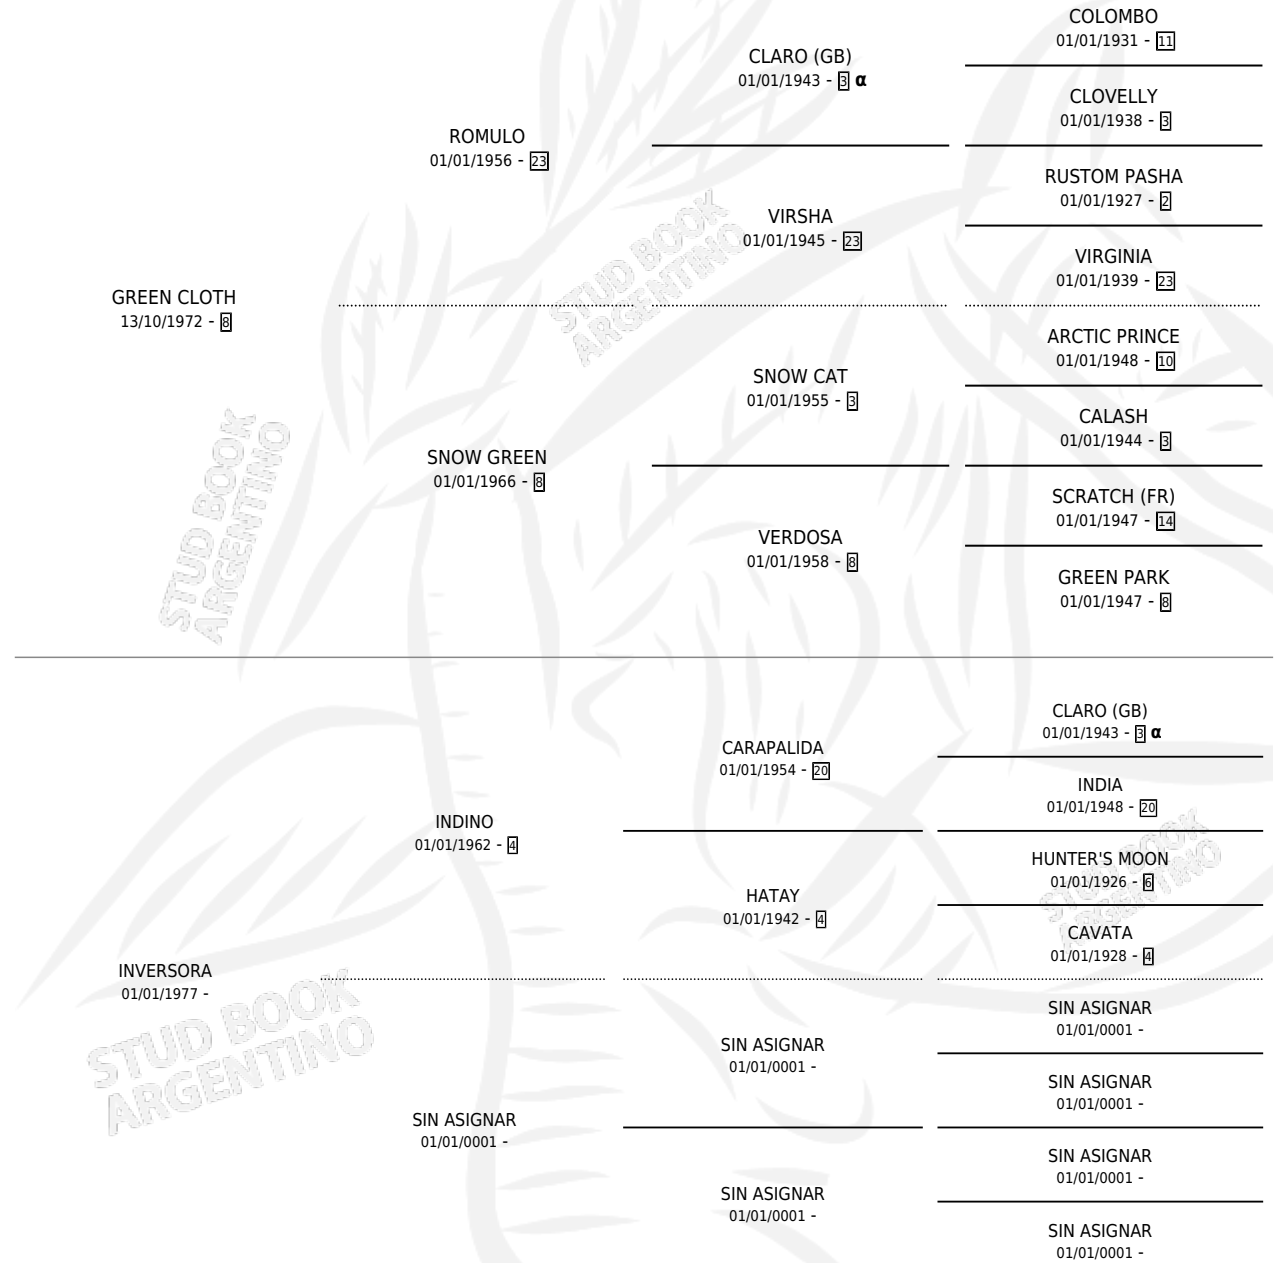 COLOMBO
01/01/1931 - 11
CLARO (GB)
01/01/1943 - 3 α
CLOVELLY
01/01/1938 - 3
ROMULO
01/01/1956 - 23
RUSTOM PASHA
01/01/1927 - 2
VIRSHA
01/01/1945 - 23
VIRGINIA
01/01/1939 - 23
GREEN CLOTH
13/10/1972 - 8
ARCTIC PRINCE
01/01/1948 - 10
SNOW CAT
01/01/1955 - 3
CALASH
01/01/1944 - 3
SNOW GREEN
01/01/1966 - 8
SCRATCH (FR)
01/01/1947 - 14
VERDOSA
01/01/1958 - 8
GREEN PARK
01/01/1947 - 8
STUD BOOK
ARGENTINO
STUD BOOK
ARGENTINO
CLARO (GB)
01/01/1943 - 3 α
CARAPALIDA
01/01/1954 - 20
INDIA
01/01/1948 - 20
INDINO
01/01/1962 - 4
HUNTER'S MOON
01/01/1926 - 6
HATAY
01/01/1942 - 4
CAVATA
01/01/1928 - 4
INVERSORA
01/01/1977 -
SIN ASIGNAR
01/01/0001 -
SIN ASIGNAR
01/01/0001 -
SIN ASIGNAR
01/01/0001 -
SIN ASIGNAR
01/01/0001 -
SIN ASIGNAR
01/01/0001 -
SIN ASIGNAR
01/01/0001 -
SIN ASIGNAR
01/01/0001 -
STUD BOOK
ARGENTINO
STUD BOOK
ARGENTINO